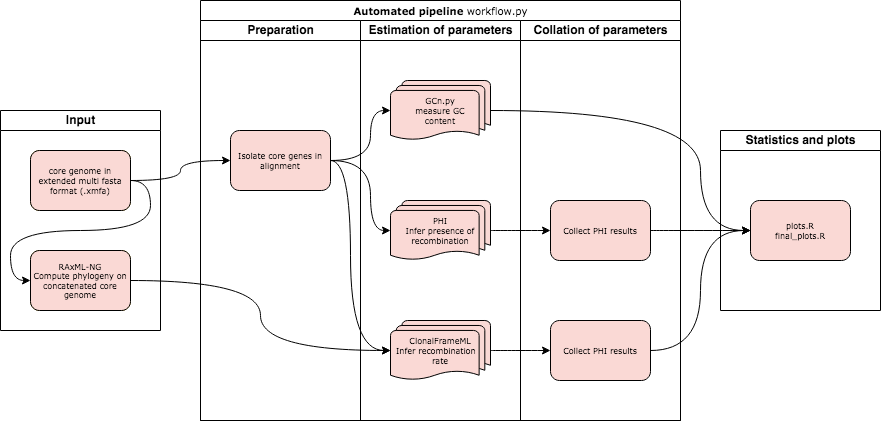 Automated pipeline workflow.py
Preparation
Estimation of parameters
Collation of parameters
Input
Statistics and plots
core genome in
extended multi fasta
format (.xmfa)
RAxML-NG
Compute phylogeny on
concatenated core
genome
Isolate core genes in
alignment
GCn.py
measure GC
content
PHI
Infer presence of
recombination
ClonalFrameML
Infer recombination
rate
Collect PHI results
Collect PHI results
plots.R
final_plots.R